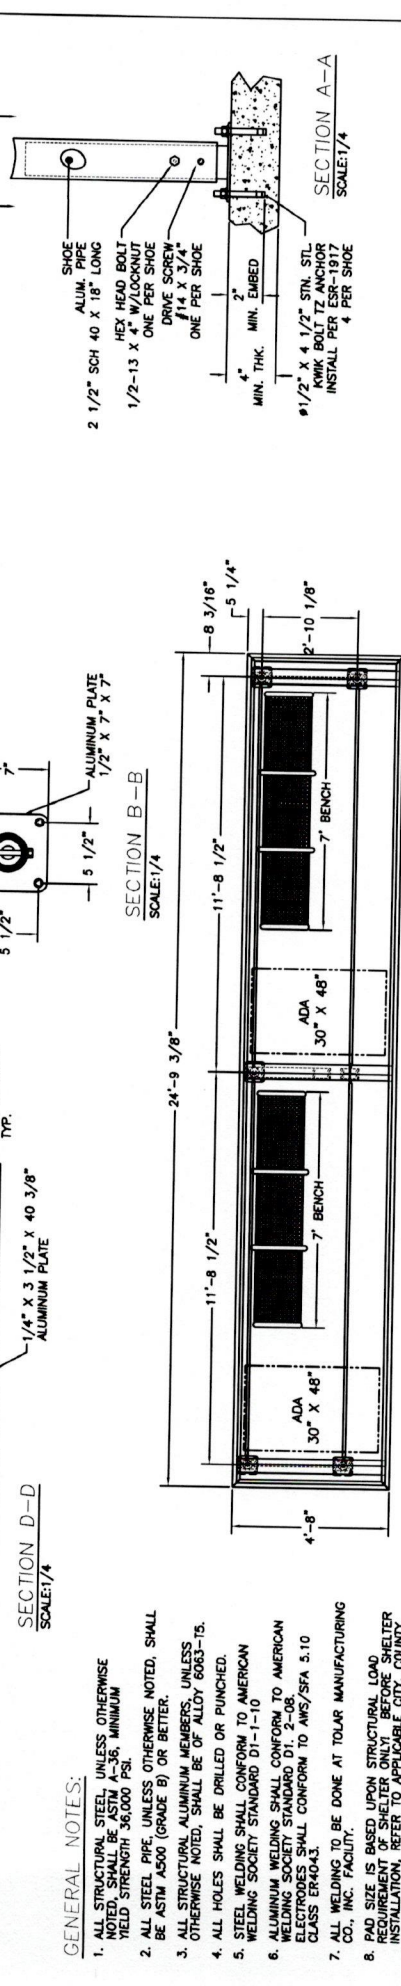 SECTION D-D
SCALE:1/4
1/4" X 3 1/2" X 40 3/8"
ALUMINUM PLATE
TYP.
5 1/2"
7"
5 1/2"
ALUMINUM PLATE
1/2" X 7" X 7"
SECTION B-B
SCALE:1/4
SHOE
ALUM. PIPE
2 1/2" SCH 40 X 18" LONG
HEX HEAD BOLT
1/2-13 X 4" W/LOCKNUT
ONE PER SHOE
DRIVE SCREW
#14 X 3/4"
ONE PER SHOE
4"
MIN. THK.
2"
MIN. EMBED
ø1/2" X 4 1/2" STN. STL.
KWIK BOLT TZ ANCHOR
INSTALL PER ESR-1917
4 PER SHOE
SECTION A-A
SCALE:1/4
GENERAL NOTES:
1. ALL STRUCTURAL STEEL, UNLESS OTHERWISE
NOTED, SHALL BE ASTM A-36, MINIMUM
YIELD STRENGTH 36,000 PSI.
2. ALL STEEL PIPE, UNLESS OTHERWISE NOTED, SHALL
BE ASTM A500 (GRADE B) OR BETTER.
3. ALL STRUCTURAL ALUMINUM MEMBERS, UNLESS
OTHERWISE NOTED, SHALL BE OF ALLOY 6063-T5.
4. ALL HOLES SHALL BE DRILLED OR PUNCHED.
5. STEEL WELDING SHALL CONFORM TO AMERICAN
WELDING SOCIETY STANDARD D1-1-10
6. ALUMINUM WELDING SHALL CONFORM TO AMERICAN
WELDING SOCIETY STANDARD D1. 2-08.
ELECTRODES SHALL CONFORM TO AWS/SFA 5.10
CLASS ER4043.
7. ALL WELDING TO BE DONE AT TOLAR MANUFACTURING
CO., INC. FACILITY.
8. PAD SIZE IS BASED UPON STRUCTURAL LOAD
REQUIREMENT OF SHELTER ONLY! BEFORE SHELTER
INSTALLATION, REFER TO APPLICABLE CITY, COUNTY
24'-9 3/8"
11'-8 1/2"
11'-8 1/2"
8 3/16"
5 1/4"
2'-10 1/8"
4'-8"
ADA
30" X 48"
7' BENCH
ADA
30" X 48"
7' BENCH